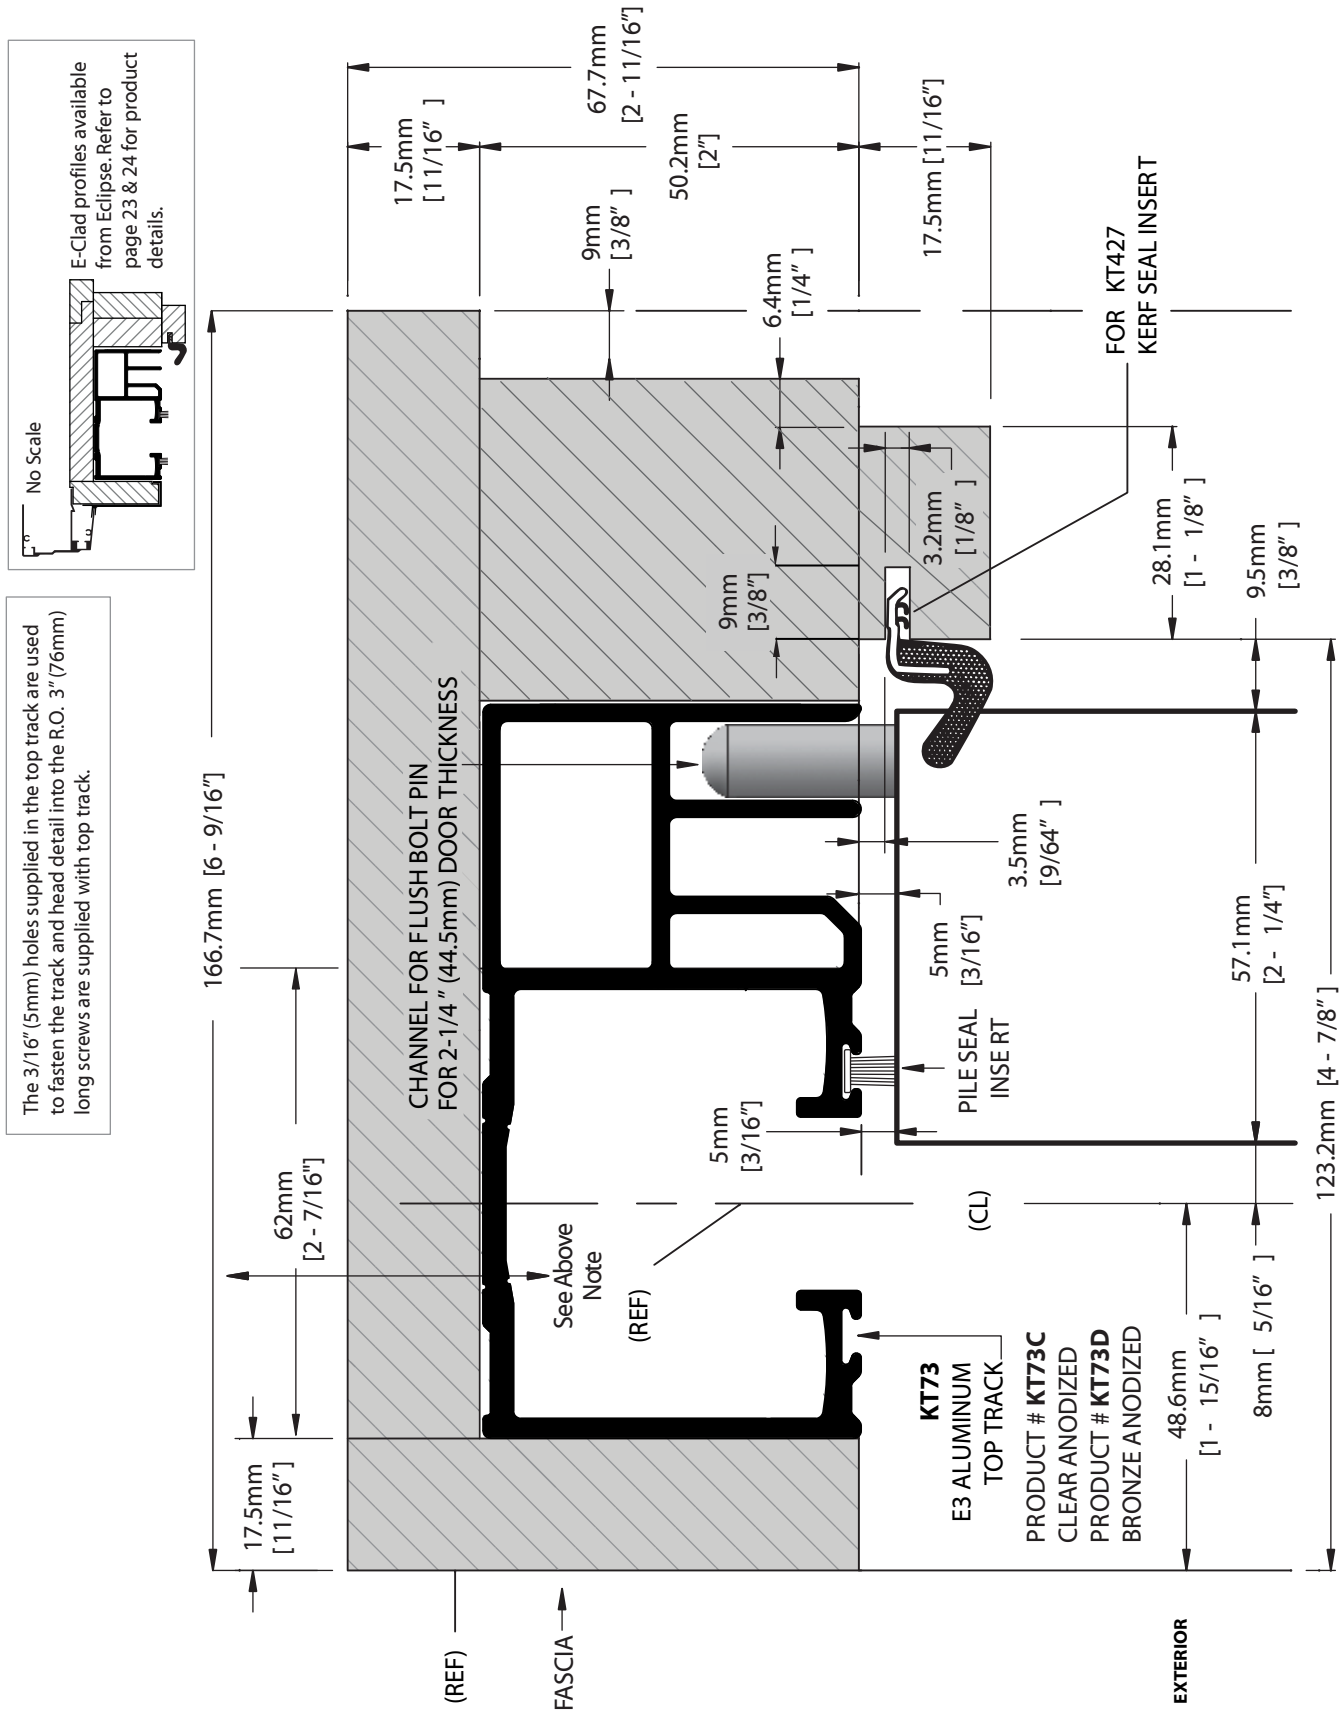 The 3/16" (5mm) holes supplied in the top track are used
to fasten the track and head detail into the R.O. 3" (76mm)
long screws are supplied with top track.
No Scale
E-Clad profiles available
from Eclipse. Refer to
page 23 & 24 for product
details.
166.7mm [6 - 9/16"]
17.5mm
[11/16"]
62mm
[2 - 7/16"]
(REF)
FASCIA
CHANNEL FOR FLUSH BOLT PIN
FOR 2-1/4" (44.5mm) DOOR THICKNESS
See Above
Note
(REF)
17.5mm
[11/16" ]
67.7mm
[2 - 11/16"]
50.2mm
[2"]
9mm
[3/8" ]
6.4mm
[1/4" ]
17.5mm [11/16"]
9mm
[3/8"]
3.2mm
[1/8" ]
FOR KT427
KERF SEAL INSERT
5mm
[3/16"]
5mm
[3/16"]
3.5mm
[9/64" ]
PILE SEAL
INSE RT
(CL)
KT73
E3 ALUMINUM
TOP TRACK
PRODUCT # KT73C
CLEAR ANODIZED
PRODUCT # KT73D
BRONZE ANODIZED
28.1mm
[1 - 1/8" ]
9.5mm
[3/8" ]
57.1mm
[2 - 1/4"]
48.6mm
[1 - 15/16" ]
8mm [ 5/16" ]
123.2mm [4 - 7/8" ]
EXTERIOR